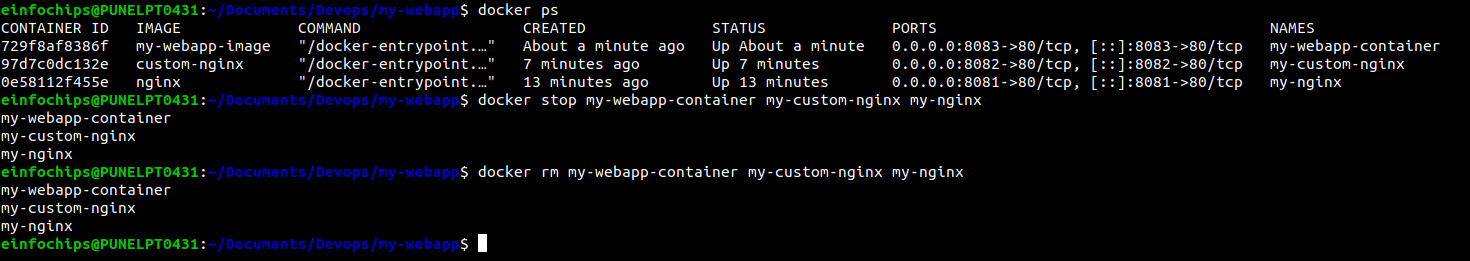 einfochips@PUNELPT0431:~/Documents/Devops/my-webapp$ docker ps
CONTAINER ID   IMAGE             COMMAND                  CREATED              STATUS              PORTS                                     NAMES
729f8af8386f   my-webapp-image   "/docker-entrypoint.…"   About a minute ago   Up About a minute   0.0.0.0:8083->80/tcp, [::]:8083->80/tcp   my-webapp-container
97d7c0dc132e   custom-nginx      "/docker-entrypoint.…"   7 minutes ago        Up 7 minutes        0.0.0.0:8082->80/tcp, [::]:8082->80/tcp   my-custom-nginx
0e58112f455e   nginx             "/docker-entrypoint.…"   13 minutes ago       Up 13 minutes       0.0.0.0:8081->80/tcp, [::]:8081->80/tcp   my-nginx
einfochips@PUNELPT0431:~/Documents/Devops/my-webapp$ docker stop my-webapp-container my-custom-nginx my-nginx
my-webapp-container
my-custom-nginx
my-nginx
einfochips@PUNELPT0431:~/Documents/Devops/my-webapp$ docker rm my-webapp-container my-custom-nginx my-nginx
my-webapp-container
my-custom-nginx
my-nginx
einfochips@PUNELPT0431:~/Documents/Devops/my-webapp$